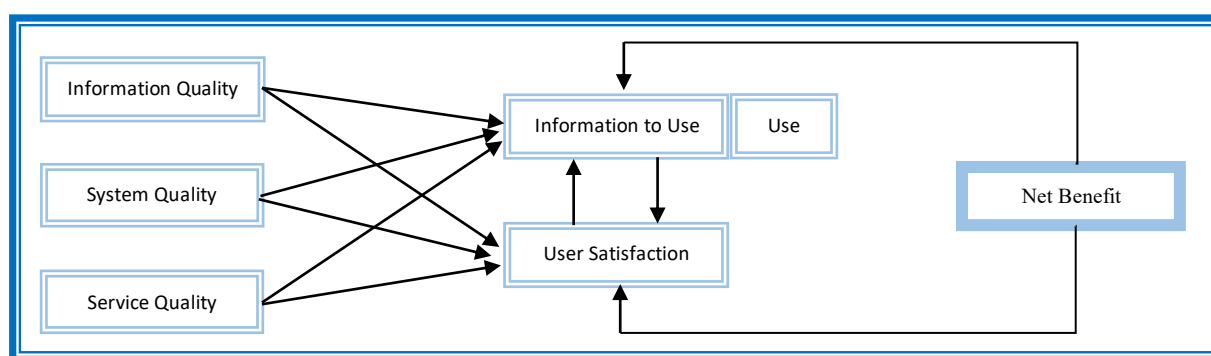 Information Quality
Information to Use
Use
System Quality
Net Benefit
User Satisfaction
Service Quality